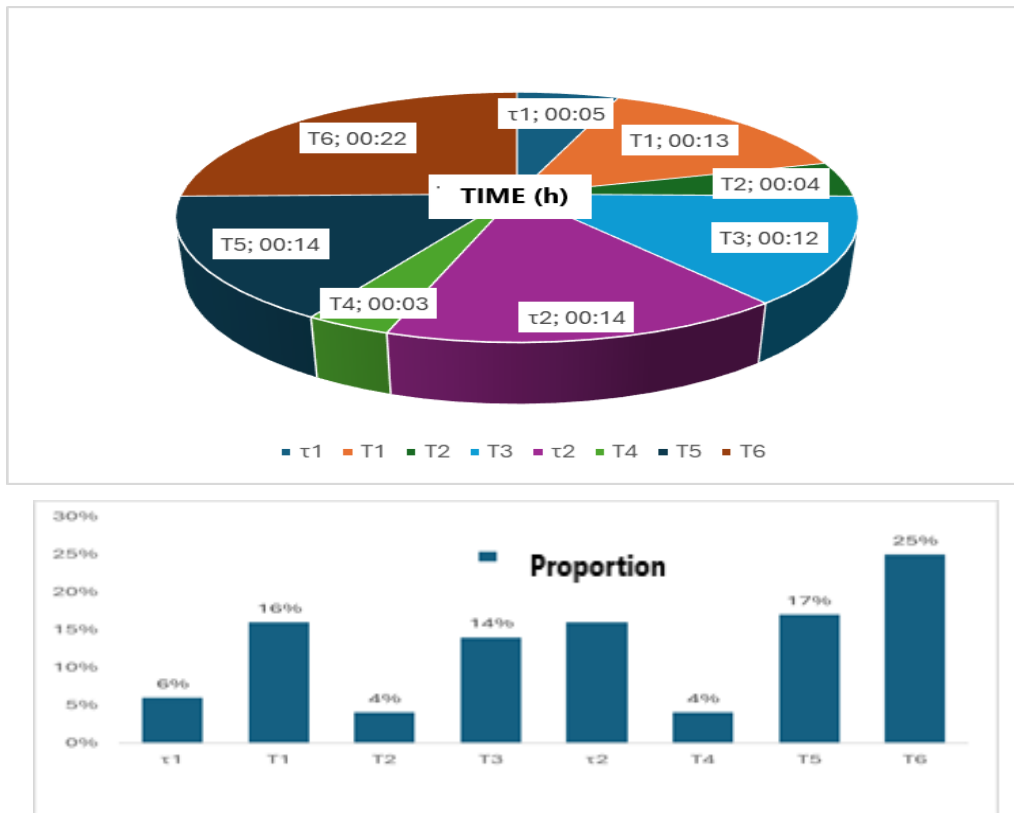 τ1; 00:05
T6; 00:22
T1; 00:13
T2; 00:04
TIME (h)
T3; 00:12
T5; 00:14
T4; 00:03
τ2; 00:14
τ1 T1 T2 T3 τ2 T4 T5 T6
30%
25%
20%
15%
10%
5%
0%
Proportion
6%
16%
4%
14%
4%
17%
25%
τ1 T1 T2 T3 τ2 T4 T5 T6